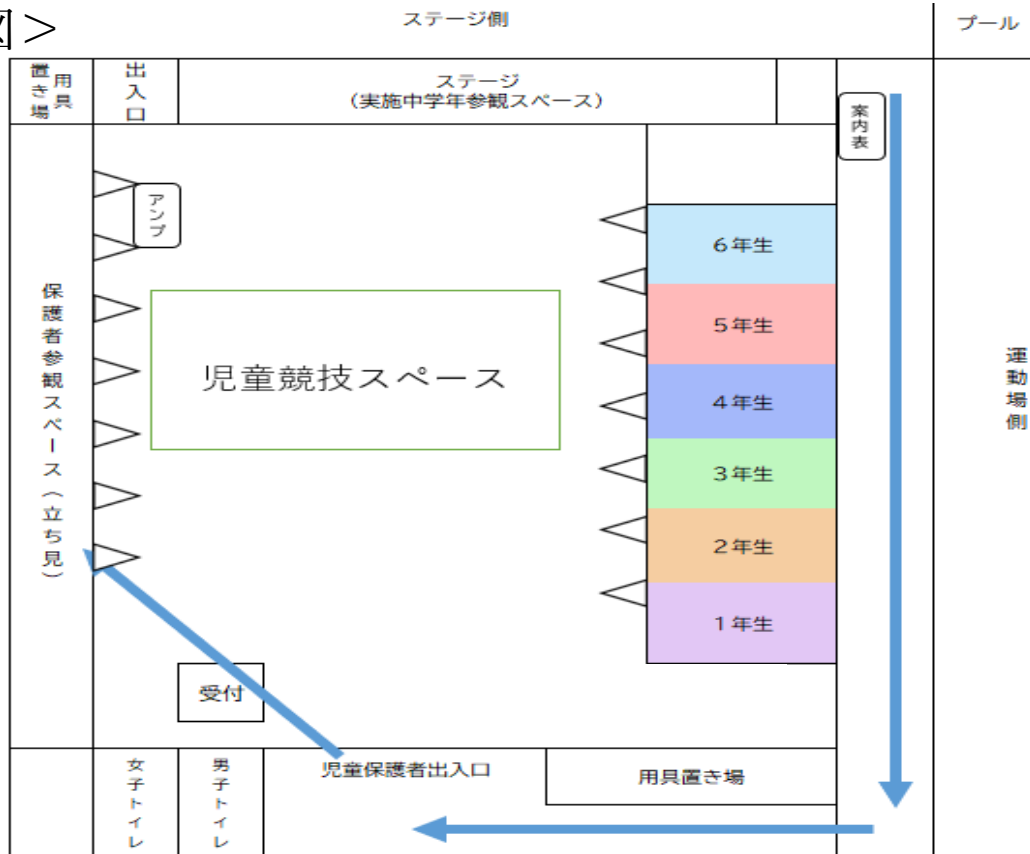 図＞
ステージ側
プール
用具
置き場
出入口
ステージ
（実施中学年参観スペース）
案内表
アンプ
6年生
保護者参観スペース（立ち見）
5年生
児童競技スペース
運動場側
4年生
3年生
2年生
1年生
受付
女子トイレ
男子トイレ
児童保護者出入口
用具置き場